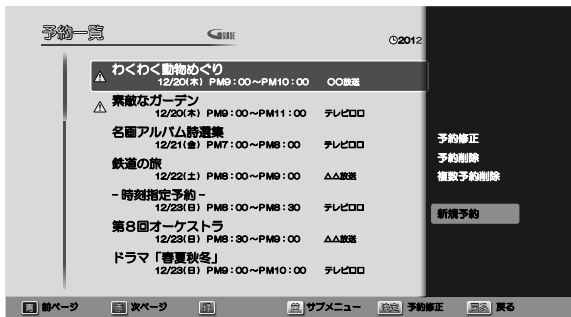 予約一覧
GGUIDE
2012
わくわく動物めぐり
12/20(木) PM9:00～PM10:00 〇〇放送
素敵なガーデン
12/20(木) PM9:00～PM11:00 テレビロロ
名画アルバム詩選集
12/21(金) PM7:00～PM8:00 テレビロロ
鉄道の旅
12/22(土) PM8:00～PM9:00 △△放送
-時刻指定予約-
12/23(日) PM8:00～PM8:30 テレビロロ
第8回オーケストラ
12/23(日) PM8:30～PM9:00 △△放送
ドラマ「春夏秋冬」
12/23(日) PM9:00～PM10:00 テレビロロ
予約修正
予約削除
複数予約削除
新規予約
青 前ページ 赤 次ページ 緑 サブメニュー 決定 予約修正 戻る 戻る